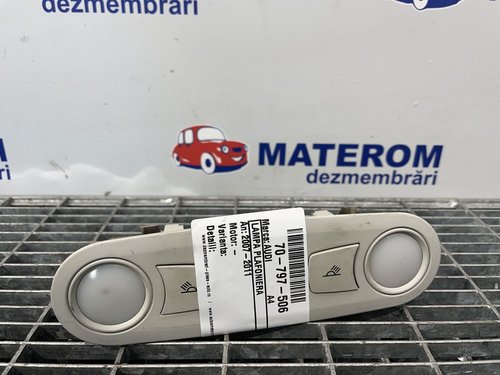 dezmembrări
MATEROM
dezmembrări
70-797-506
Marca: AUDI A4
LAMPA PLAFONIERA
An: 2007-2011
Motor: -
Varianta:
Detalii: